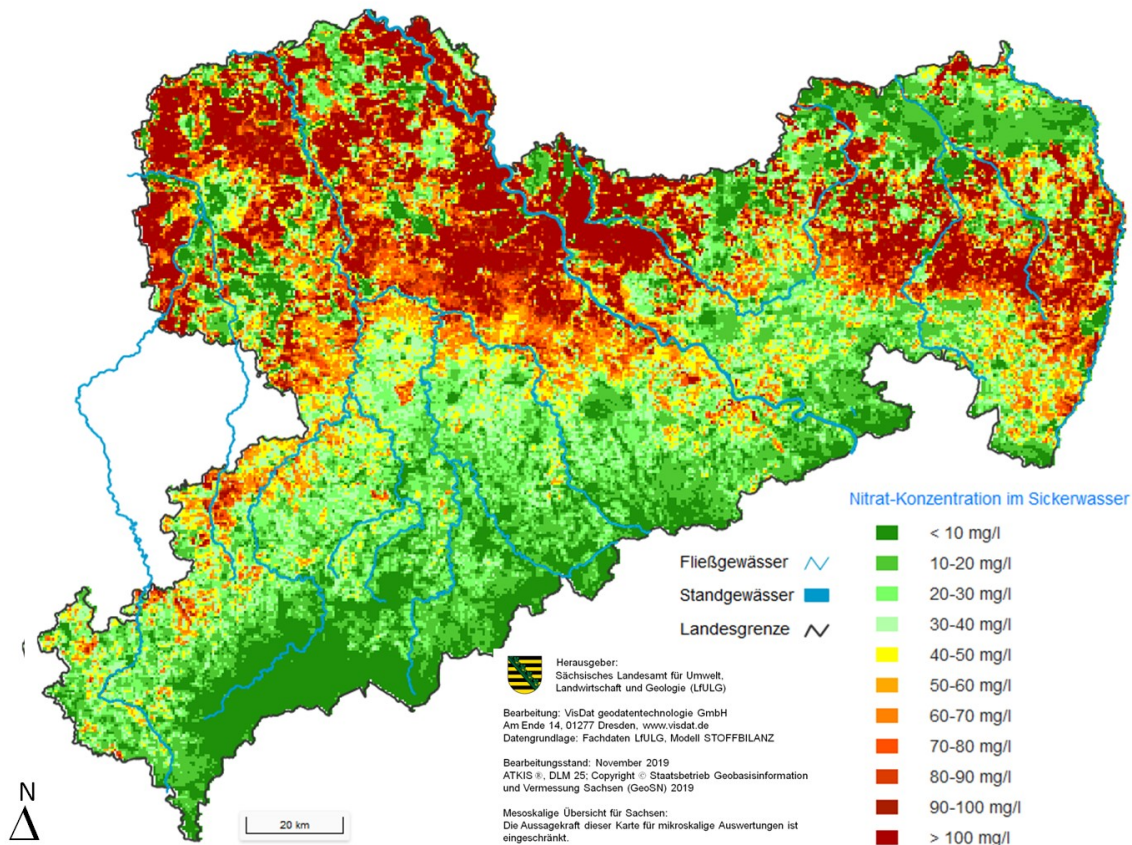 Nitrat-Konzentration im Sickerwasser
< 10 mg/l
10-20 mg/l
20-30 mg/l
30-40 mg/l
40-50 mg/l
50-60 mg/l
60-70 mg/l
70-80 mg/l
80-90 mg/l
90-100 mg/l
> 100 mg/l
Fließgewässer
Standgewässer
Landesgrenze
Herausgeber:
Sächsisches Landesamt für Umwelt,
Landwirtschaft und Geologie (LfULG)
Bearbeitung: VisDat geodatentechnologie GmbH
Am Ende 14, 01277 Dresden, www.visdat.de
Datengrundlage: Fachdaten LfULG, Modell STOFFBILANZ
Bearbeitungsstand: November 2019
ATKIS ®, DLM 25; Copyright © Staatsbetrieb Geobasisinformation
und Vermessung Sachsen (GeoSN) 2019
Mesoskalige Übersicht für Sachsen:
Die Aussagekraft dieser Karte für mikroskalige Auswertungen ist
eingeschränkt.
N
20 km